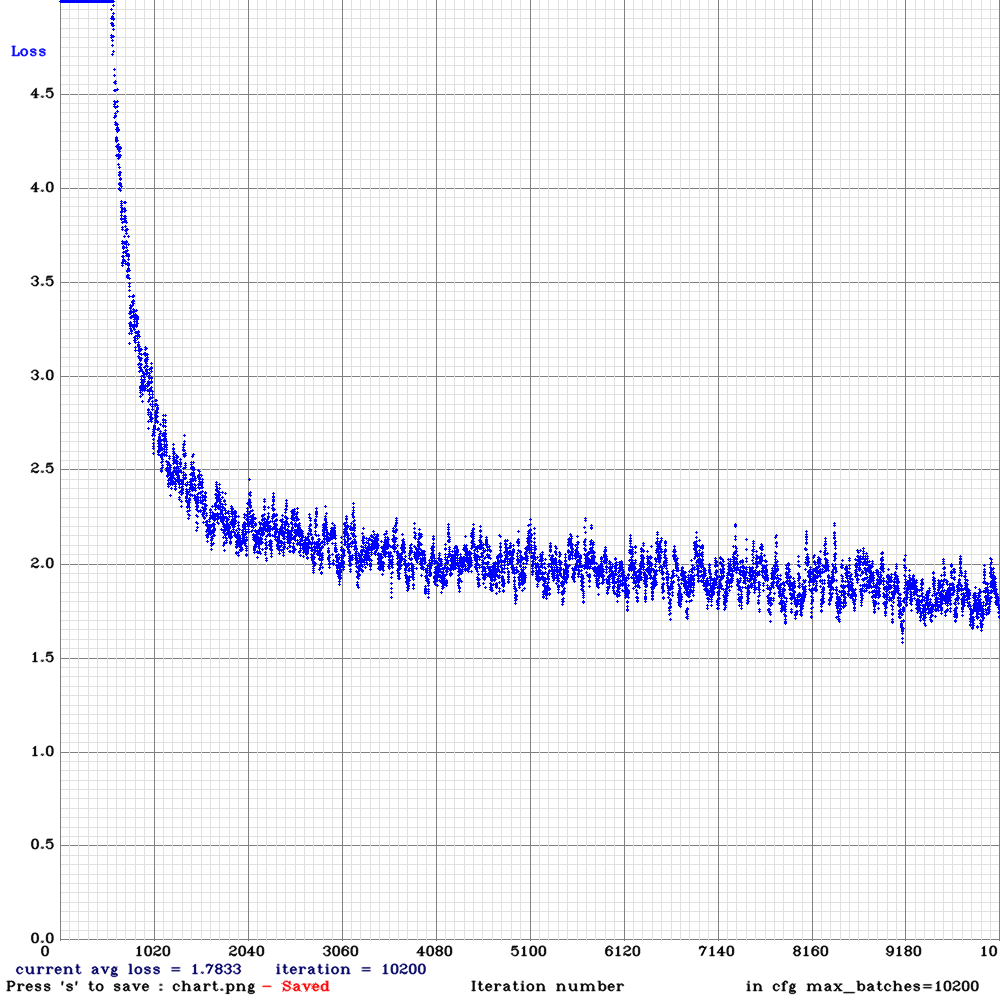 Loss
4.5
4.0
3.5
3.0
2.5
2.0
1.5
1.0
0.5
0.0
0 1020 2040 3060 4080 5100 6120 7140 8160 9180 10
current avg loss = 1.7833 iteration = 10200
Press 's' to save : chart.png - Saved Iteration number in cfg max_batches=10200